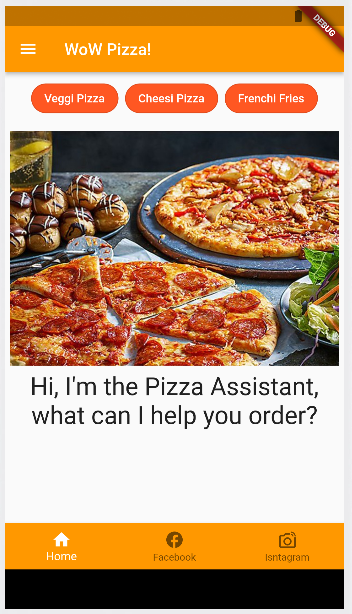 DEBUG
WoW Pizza!
Veggi Pizza Cheesi Pizza Frenchi Fries
Hi, I'm the Pizza Assistant,
what can I help you order?
Home Facebook Isntagram